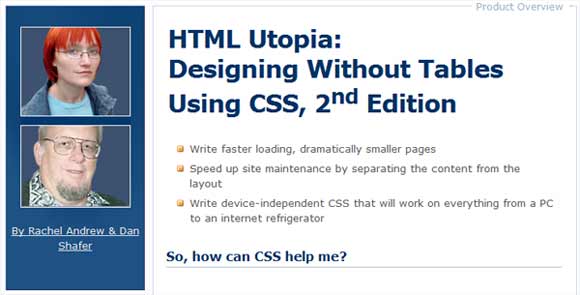 Product Overview
HTML Utopia:
Designing Without Tables
Using CSS, 2nd Edition
Write faster loading, dramatically smaller pages
Speed up site maintenance by separating the content from the
layout
Write device-independent CSS that will work on everything from a PC
to an internet refrigerator
By Rachel Andrew & Dan
Shafer
So, how can CSS help me?